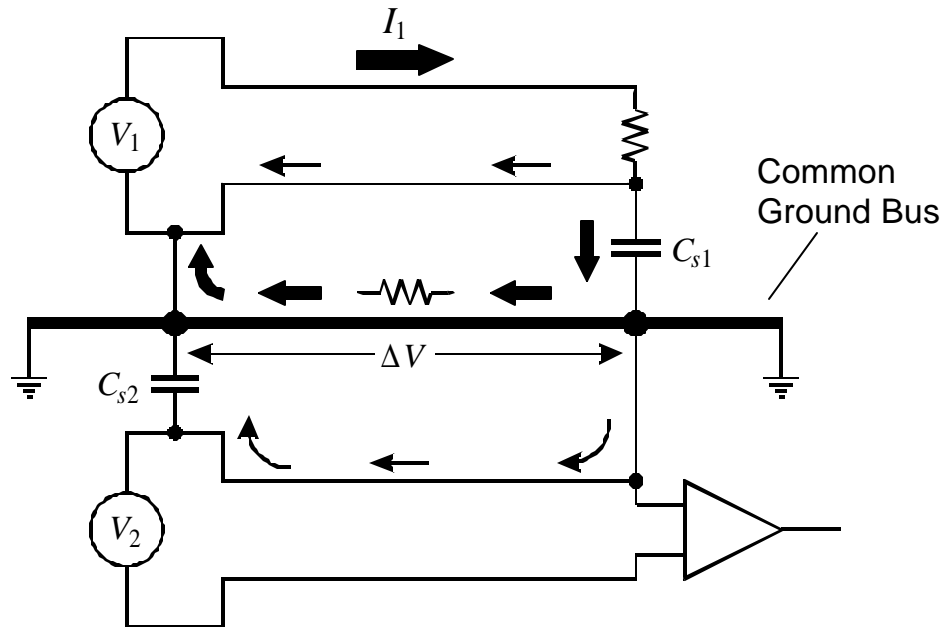 I₁
V₁
Common
Ground Bus
Cₛ₁
ΔV
Cₛ₂
V₂